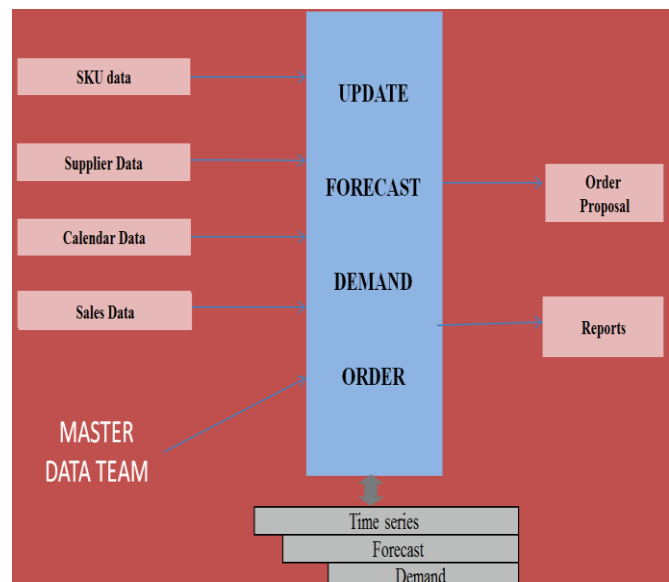 SKU data
Supplier Data
Calendar Data
Sales Data
MASTER
DATA TEAM
UPDATE
FORECAST
DEMAND
ORDER
Order
Proposal
Reports
Time series
Forecast
Demand